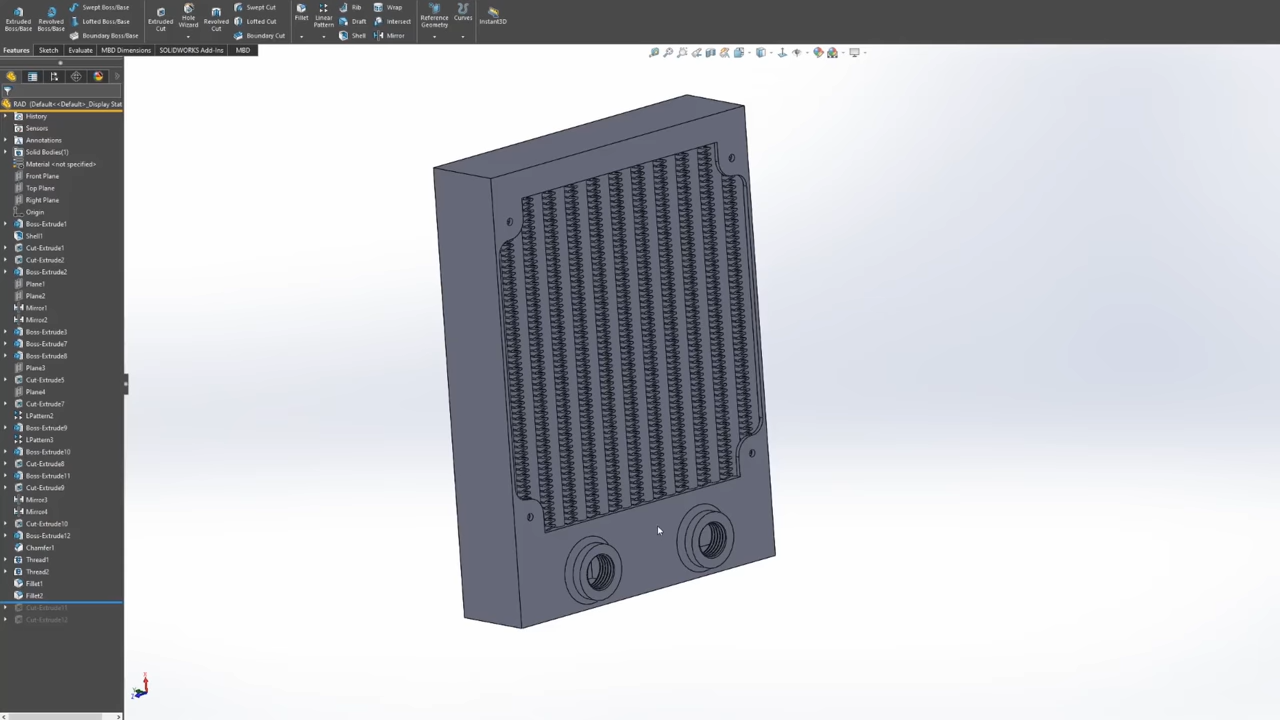 Extruded Boss/Base
Revolved Boss/Base
Swept Boss/Base
Lofted Boss/Base
Boundary Boss/Base
Extruded Cut
Hole Wizard
Revolved Cut
Swept Cut
Lofted Cut
Boundary Cut
Fillet
Linear Pattern
Rib
Draft
Shell
Wrap
Intersect
Mirror
Reference Geometry
Curves
Instant3D
Features
Sketch
Evaluate
MBD Dimensions
SOLIDWORKS Add-Ins
MBD
RAD (Default<<Default>_Display Stat
History
Sensors
Annotations
Solid Bodies(1)
Material <not specified>
Front Plane
Top Plane
Right Plane
Origin
Boss-Extrude1
Shell1
Cut-Extrude1
Cut-Extrude2
Boss-Extrude2
Plane1
Plane2
Mirror1
Mirror2
Boss-Extrude3
Boss-Extrude7
Boss-Extrude8
Plane3
Cut-Extrude5
Plane4
Cut-Extrude7
LPattern2
Boss-Extrude9
LPattern3
Boss-Extrude10
Cut-Extrude8
Boss-Extrude11
Cut-Extrude9
Mirror3
Mirror4
Cut-Extrude10
Boss-Extrude12
Chamfer1
Thread1
Thread2
Fillet1
Fillet2
Cut-Extrude11
Cut-Extrude12